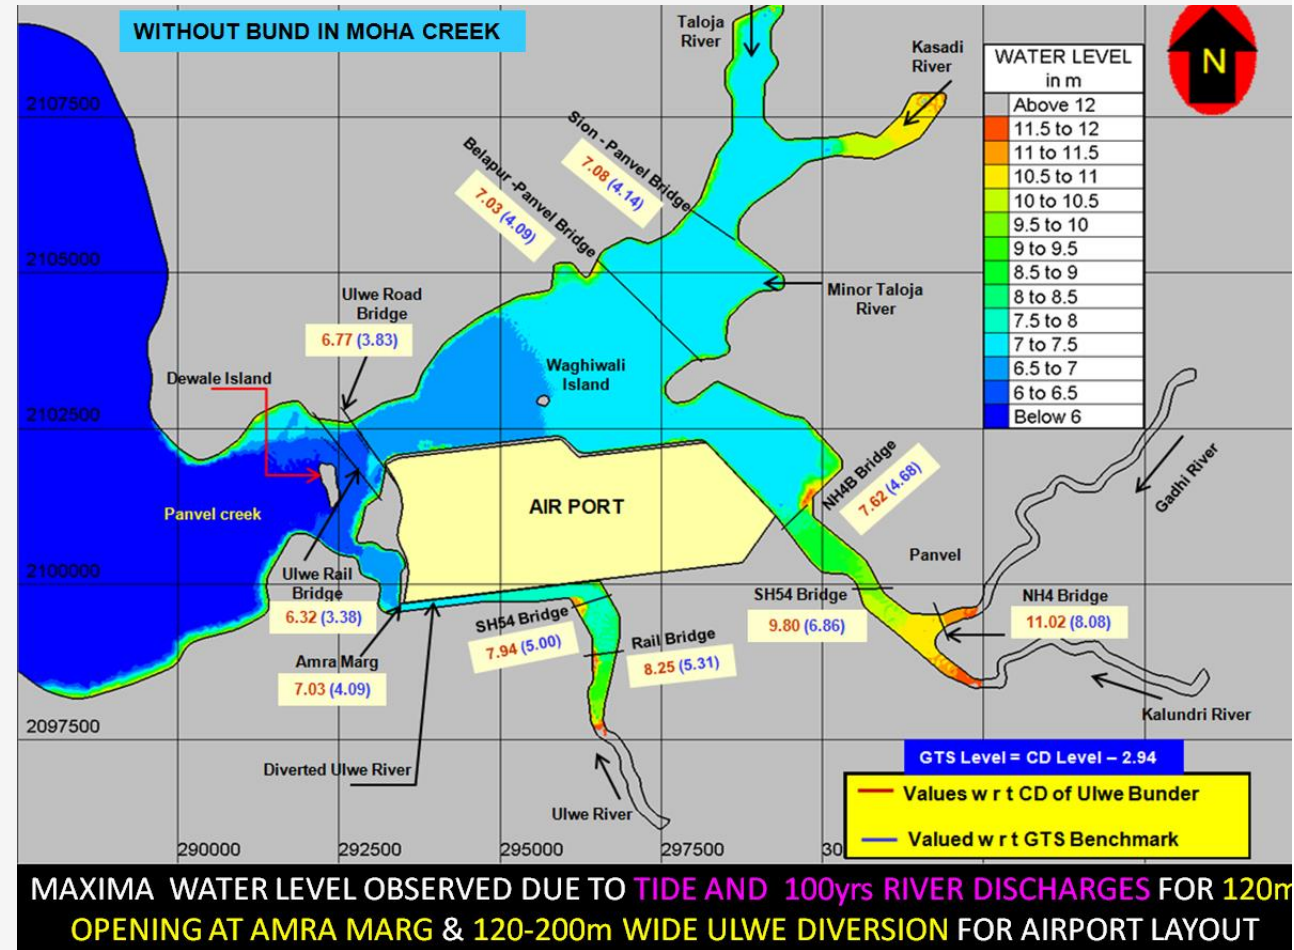 WITHOUT BUND IN MOHA CREEK
Taloja
River
Kasadi
River
N
WATER LEVEL
in m
Above 12
11.5 to 12
11 to 11.5
10.5 to 11
10 to 10.5
9.5 to 10
9 to 9.5
8.5 to 9
8 to 8.5
7.5 to 8
7 to 7.5
6.5 to 7
6 to 6.5
Below 6
2107500
Sion - Panvel Bridge
7.08 (4.14)
Belapur -Panvel Bridge
7.03 (4.09)
2105000
Minor Taloja
River
Ulwe Road
Bridge
6.77 (3.83)
Dewale Island
Waghiwali
Island
2102500
NH4B Bridge
7.62 (4.68)
Gadhi River
Panvel creek
AIR PORT
Panvel
2100000
Ulwe Rail
Bridge
6.32 (3.38)
SH54 Bridge
9.80 (6.86)
NH4 Bridge
11.02 (8.08)
SH54 Bridge
7.94 (5.00)
Rail Bridge
8.25 (5.31)
Amra Marg
7.03 (4.09)
Kalundri River
2097500
Diverted Ulwe River
Ulwe River
GTS Level = CD Level – 2.94
Values w r t CD of Ulwe Bunder
Valued w r t GTS Benchmark
290000
292500
295000
297500
30
MAXIMA WATER LEVEL OBSERVED DUE TO TIDE AND 100yrs RIVER DISCHARGES FOR 120m
OPENING AT AMRA MARG & 120-200m WIDE ULWE DIVERSION FOR AIRPORT LAYOUT